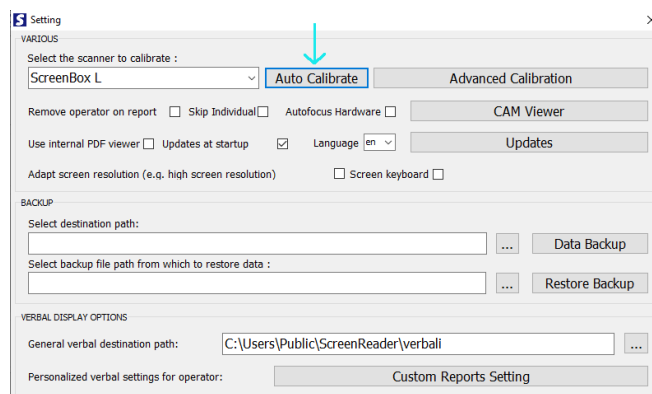 S Setting
VARIOUS
Select the scanner to calibrate :
ScreenBox L Auto Calibrate Advanced Calibration
Remove operator on report Skip Individual Autofocus Hardware CAM Viewer
Use internal PDF viewer Updates at startup Language en Updates
Adapt screen resolution (e.g. high screen resolution) Screen keyboard
BACKUP
Select destination path:
... Data Backup
Select backup file path from which to restore data :
... Restore Backup
VERBAL DISPLAY OPTIONS
General verbal destination path: C:\Users\Public\ScreenReader\verbali ...
Personalized verbal settings for operator: Custom Reports Setting